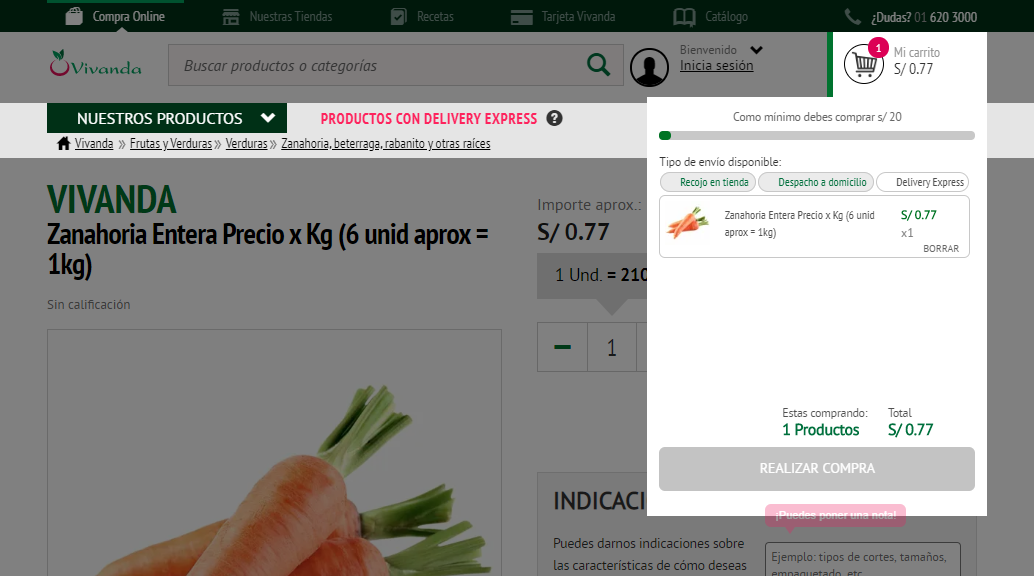 Compra Online
Nuestras Tiendas
Recetas
Tarjeta Vivanda
Catálogo
¿Dudas? 01 620 3000
Vivanda
Buscar productos o categorías
Bienvenido
Inicia sesión
1
Mi carrito
S/ 0.77
NUESTROS PRODUCTOS
PRODUCTOS CON DELIVERY EXPRESS ?
Vivanda » Frutas y Verduras » Verduras » Zanahoria, beterraga, rabanito y otras raíces
Como mínimo debes comprar s/ 20
Tipo de envío disponible:
Recojo en tienda
Despacho a domicilio
Delivery Express
Zanahoria Entera Precio x Kg (6 unid
aprox = 1kg)
S/ 0.77
x1
BORRAR
Estas comprando:
1 Productos
Total
S/ 0.77
REALIZAR COMPRA
VIVANDA
Zanahoria Entera Precio x Kg (6 unid aprox =
1kg)
Sin calificación
Importe aprox.:
S/ 0.77
1 Und. = 210
1
INDICACI
¡Puedes poner una nota!
Puedes darnos indicaciones sobre
las características de cómo deseas
Ejemplo: tipos de cortes, tamaños,
empaquetado, etc